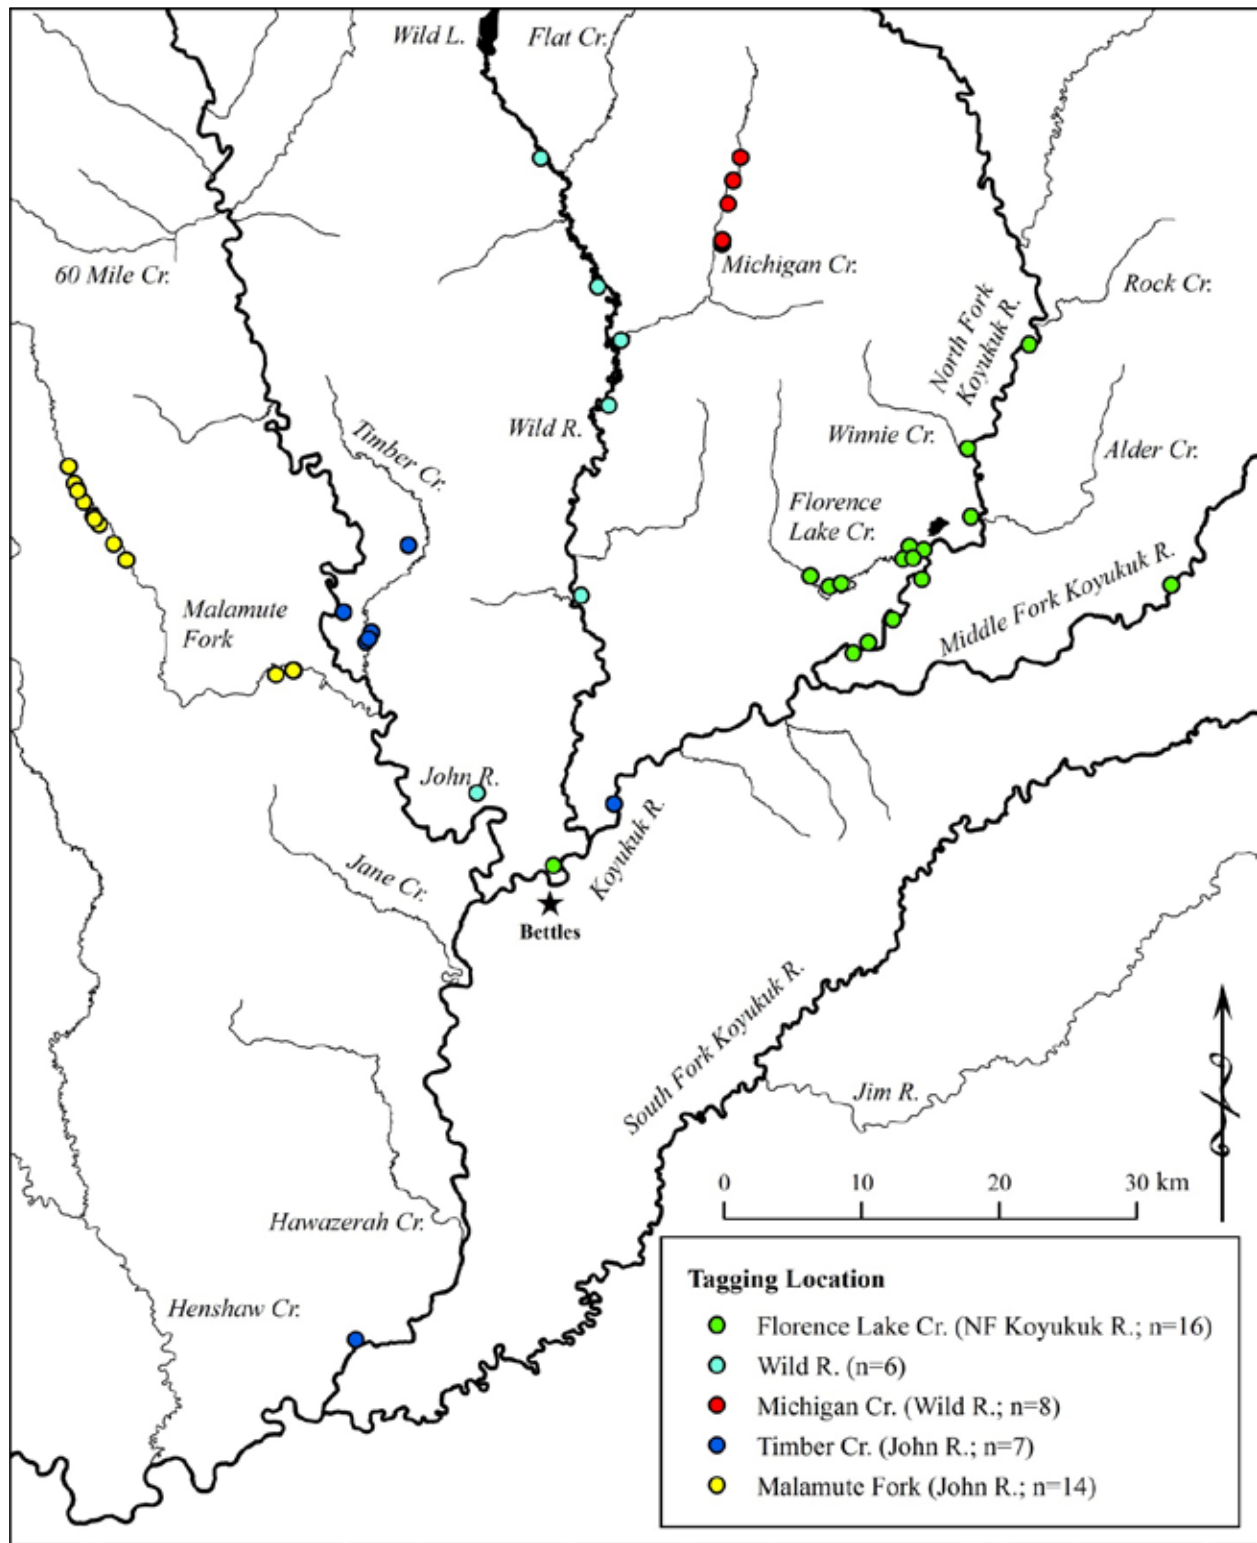 Wild L.
Flat Cr.
60 Mile Cr.
Michigan Cr.
Rock Cr.
North Fork
Koyukuk R.
Timber Cr.
Wild R.
Winnie Cr.
Alder Cr.
Florence
Lake Cr.
Malamute
Fork
Middle Fork Koyukuk R.
John R.
Koyukuk R.
Jane Cr.
Bettles
South Fork Koyukuk R.
Jim R.
Hawazerah Cr.
Henshaw Cr.
0 10 20 30 km
Tagging Location
Florence Lake Cr. (NF Koyukuk R.; n=16)
Wild R. (n=6)
Michigan Cr. (Wild R.; n=8)
Timber Cr. (John R.; n=7)
Malamute Fork (John R.; n=14)